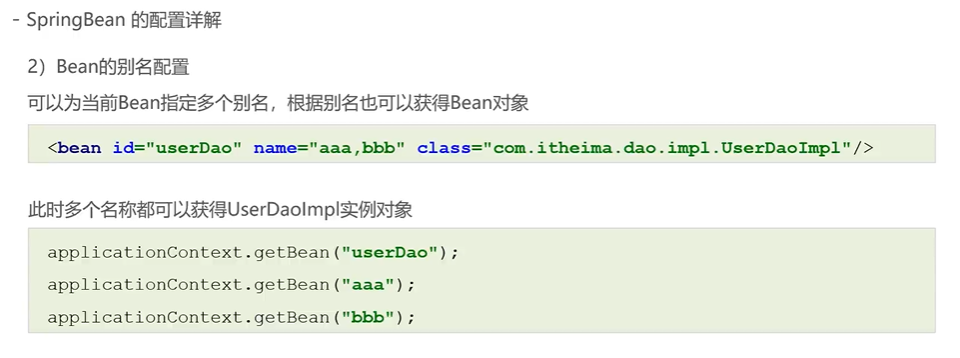 - SpringBean 的配置详解
2）Bean的别名配置
可以为当前Bean指定多个别名，根据别名也可以获得Bean对象
<bean id="userDao" name="aaa,bbb" class="com.itheima.dao.impl.UserDaoImpl"/>
此时多个名称都可以获得UserDaoImpl实例对象
applicationContext.getBean("userDao");
applicationContext.getBean("aaa");
applicationContext.getBean("bbb");